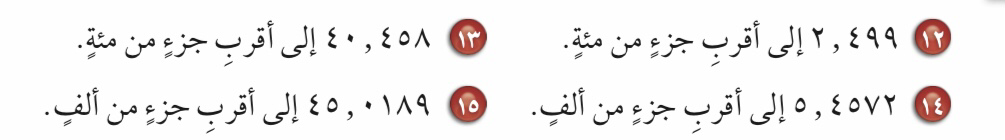 ١٢ ٢,٤٩٩ إلى أقربِ جزءٍ من مئةٍ. ١٣ ٤٠,٤٥٨ إلى أقربِ جزءٍ من مئةٍ.
١٤ ٥,٤٥٧٢ إلى أقربِ جزءٍ من ألفٍ. ١٥ ٤٥,٠١٨٩ إلى أقربِ جزءٍ من ألفٍ.